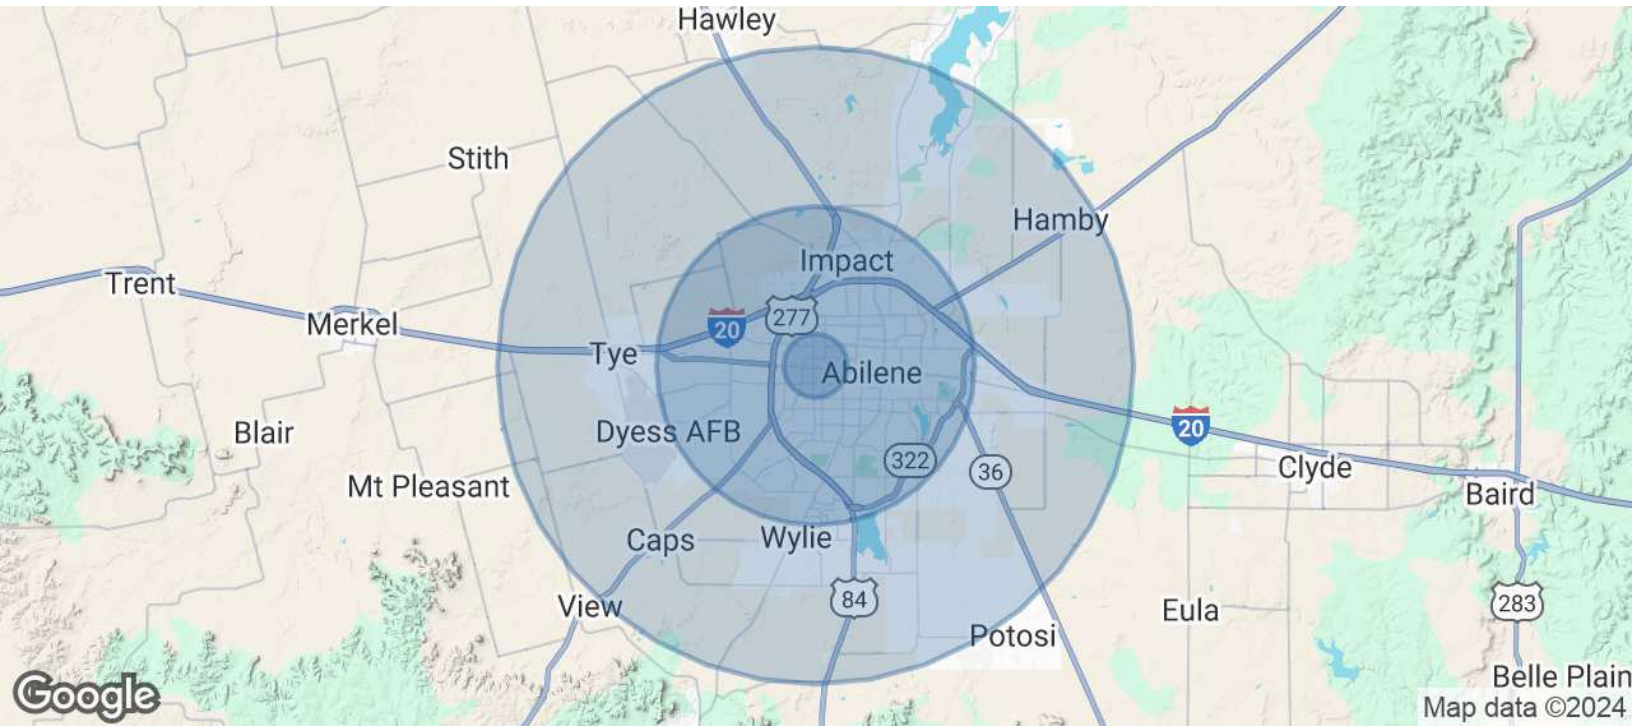 Hawley
Stith
Hamby
Impact
Trent
277
20
Merkel
Tye
Abilene
20
Blair
Dyess AFB
322
36
Clyde
Mt Pleasant
Baird
Caps
Wylie
84
283
View
Eula
Potosi
Belle Plain
Google
Map data ©2024